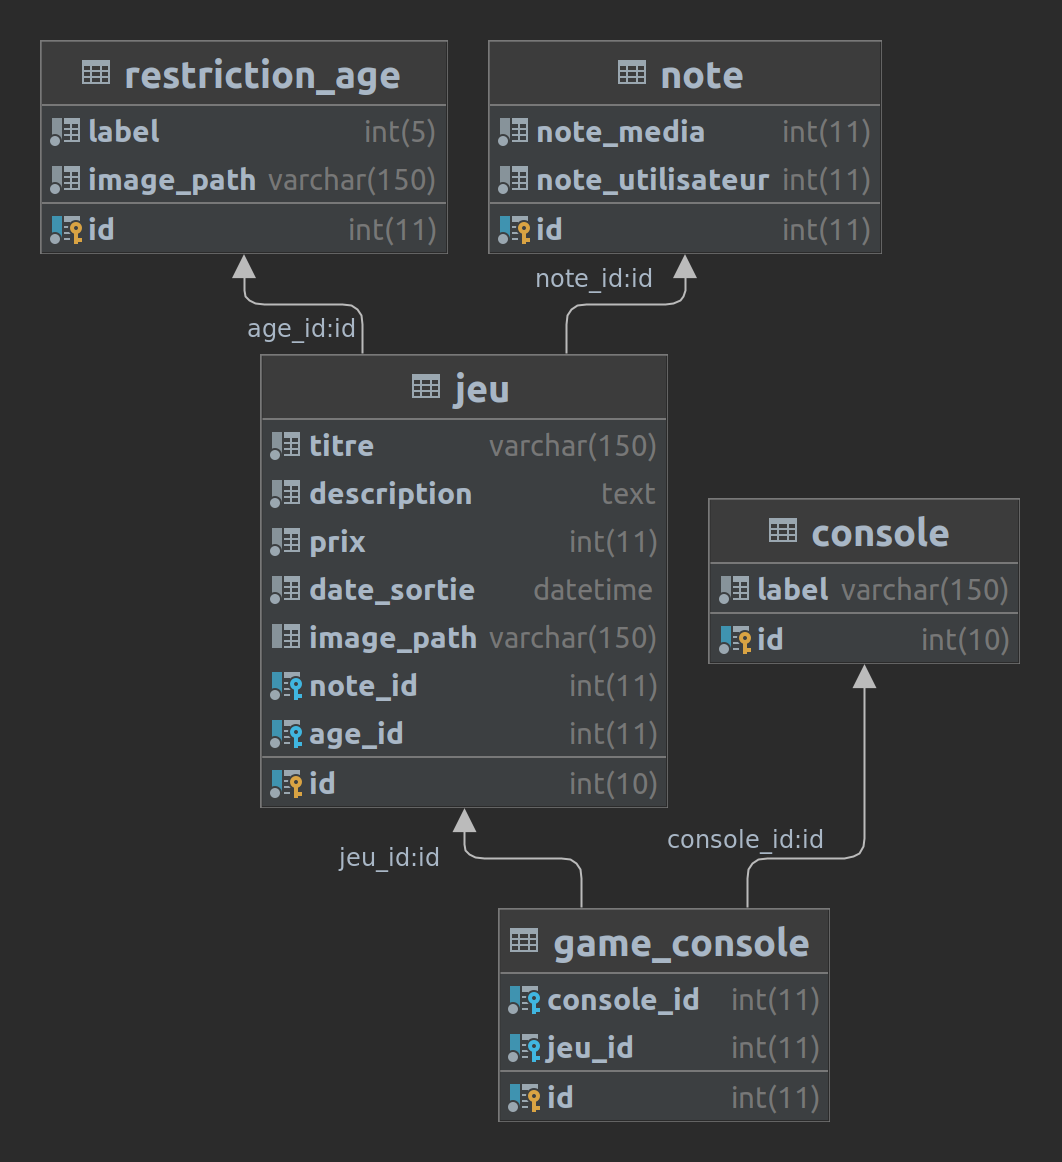 restriction_age
label int(5)
image_path varchar(150)
id int(11)
note
note_media int(11)
note_utilisateur int(11)
id int(11)
note_id:id
age_id:id
jeu
titre varchar(150)
description text
prix int(11)
date_sortie datetime
image_path varchar(150)
note_id int(11)
age_id int(11)
id int(10)
console
label varchar(150)
id int(10)
jeu_id:id
console_id:id
game_console
console_id int(11)
jeu_id int(11)
id int(11)